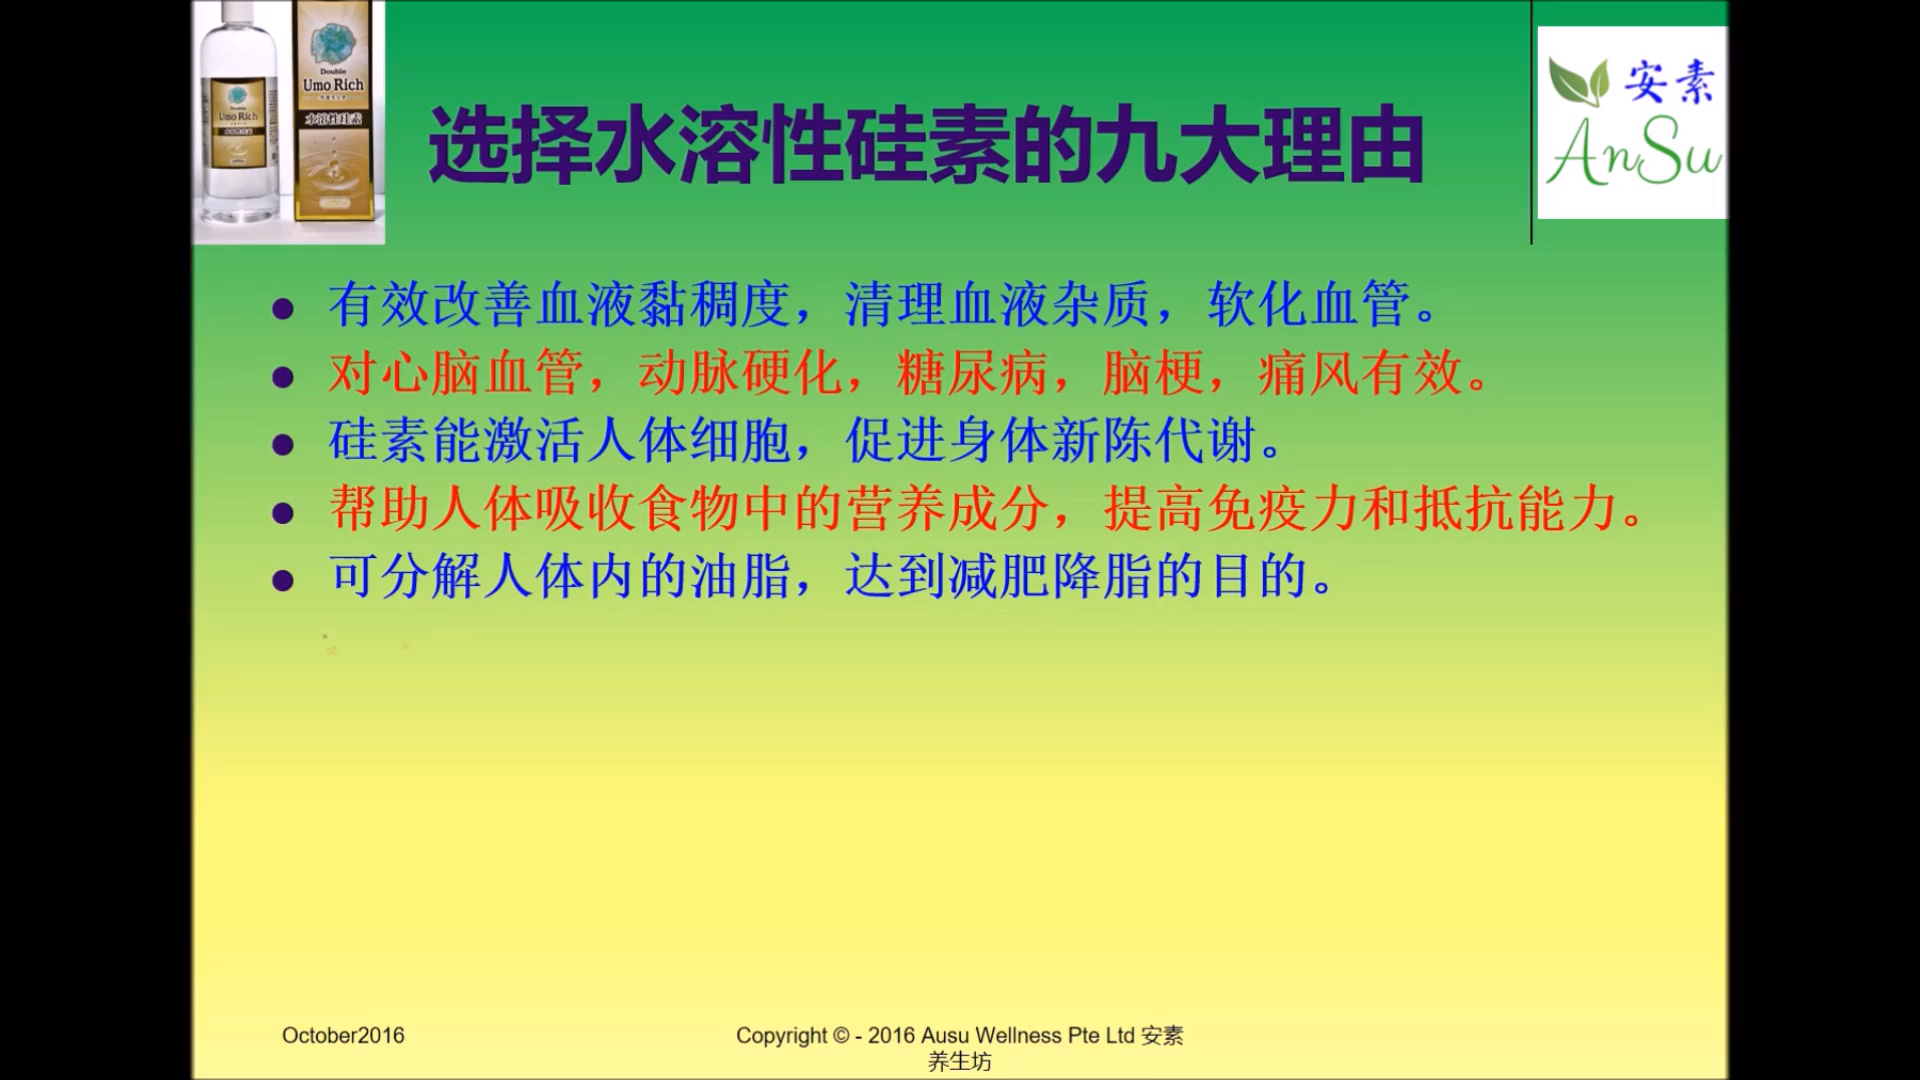 Double
Umo Rich
水溶性硅素
Umo Rich
选择水溶性硅素的九大理由
安素
AnSu
有效改善血液黏稠度，清理血液杂质，软化血管。
对心脑血管，动脉硬化，糖尿病，脑梗，痛风有效。
硅素能激活人体细胞，促进身体新陈代谢。
帮助人体吸收食物中的营养成分，提高免疫力和抵抗能力。
可分解人体内的油脂，达到减肥降脂的目的。
October2016
Copyright © - 2016 Ausu Wellness Pte Ltd 安素
养生坊